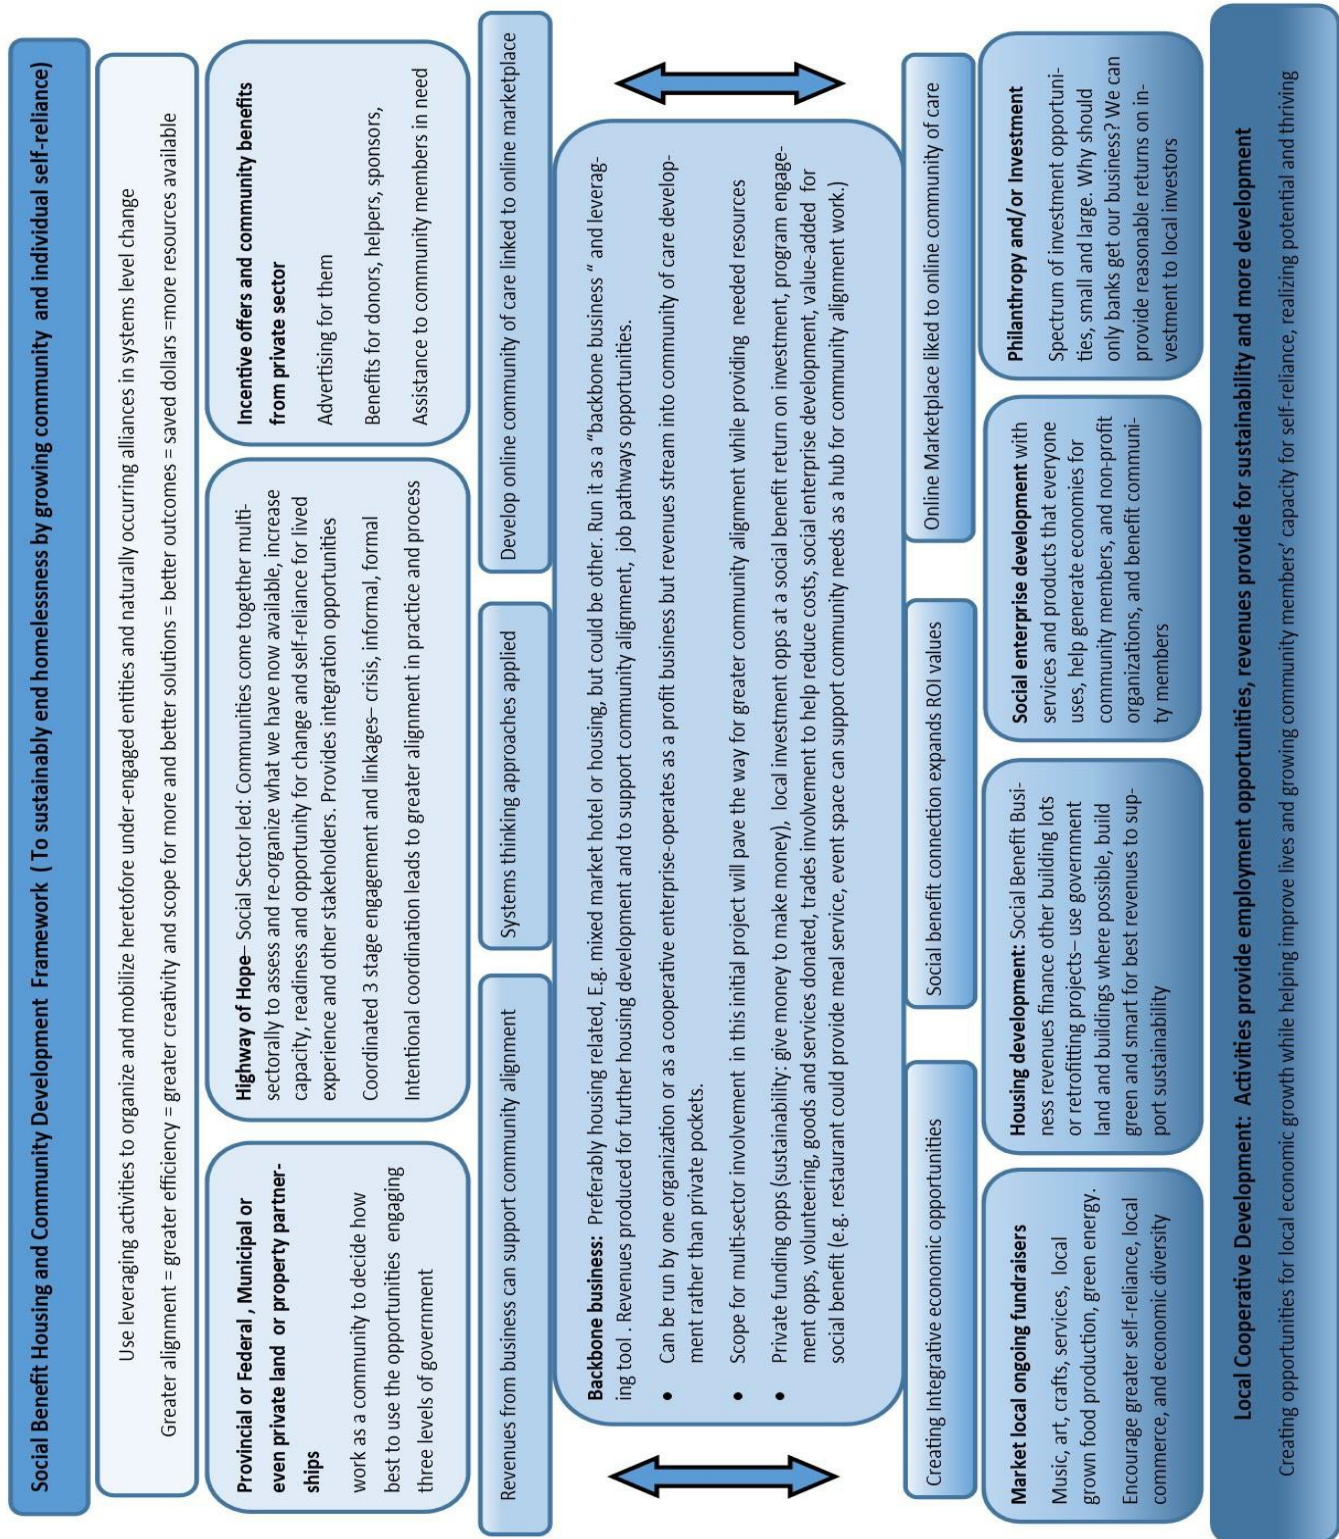 Social Benefit Housing and Community Development Framework ( To sustainably end homelessness by growing community and individual self-reliance)
Use leveraging activities to organize and mobilize heretofore under-engaged entities and naturally occurring alliances in systems level change
Greater alignment = greater efficiency = greater creativity and scope for more and better solutions = better outcomes = saved dollars =more resources available
Provincial or Federal , Municipal or
even private land or property partner-
ships
work as a community to decide how
best to use the opportunities engaging
three levels of government
Highway of Hope– Social Sector led: Communities come together multi-
sectorally to assess and re-organize what we have now available, increase
capacity, readiness and opportunity for change and self-reliance for lived
experience and other stakeholders. Provides integration opportunities
Coordinated 3 stage engagement and linkages– crisis, informal, formal
Intentional coordination leads to greater alignment in practice and process
Incentive offers and community benefits
from private sector
Advertising for them
Benefits for donors, helpers, sponsors,
Assistance to community members in need
Revenues from business can support community alignment
Systems thinking approaches applied
Develop online community of care linked to online marketplace
Backbone business: Preferably housing related, E.g. mixed market hotel or housing, but could be other. Run it as a "backbone business " and leverag-
ing tool . Revenues produced for further housing development and to support community alignment, job pathways opportunities.
• Can be run by one organization or as a cooperative enterprise-operates as a profit business but revenues stream into community of care develop-
ment rather than private pockets.
• Scope for multi-sector involvement in this initial project will pave the way for greater community alignment while providing needed resources
• Private funding opps (sustainability: give money to make money), local investment opps at a social benefit return on investment, program engage-
ment opps, volunteering, goods and services donated, trades involvement to help reduce costs, social enterprise development, value-added for
social benefit (e.g. restaurant could provide meal service, event space can support community needs as a hub for community alignment work.)
Creating Integrative economic opportunities
Social benefit connection expands ROI values
Online Marketplace liked to online community of care
Market local ongoing fundraisers
Music, art, crafts, services, local
grown food production, green energy.
Encourage greater self-reliance, local
commerce, and economic diversity
Housing development: Social Benefit Busi-
ness revenues finance other building lots
or retrofitting projects– use government
land and buildings where possible, build
green and smart for best revenues to sup-
port sustainability
Social enterprise development with
services and products that everyone
uses, help generate economies for
community members, and non-profit
organizations, and benefit communi-
ty members
Philanthropy and/or Investment
Spectrum of investment opportuni-
ties, small and large. Why should
only banks get our business? We can
provide reasonable returns on in-
vestment to local investors
Local Cooperative Development: Activities provide employment opportunities, revenues provide for sustainability and more development
Creating opportunities for local economic growth while helping improve lives and growing community members' capacity for self-reliance, realizing potential and thriving